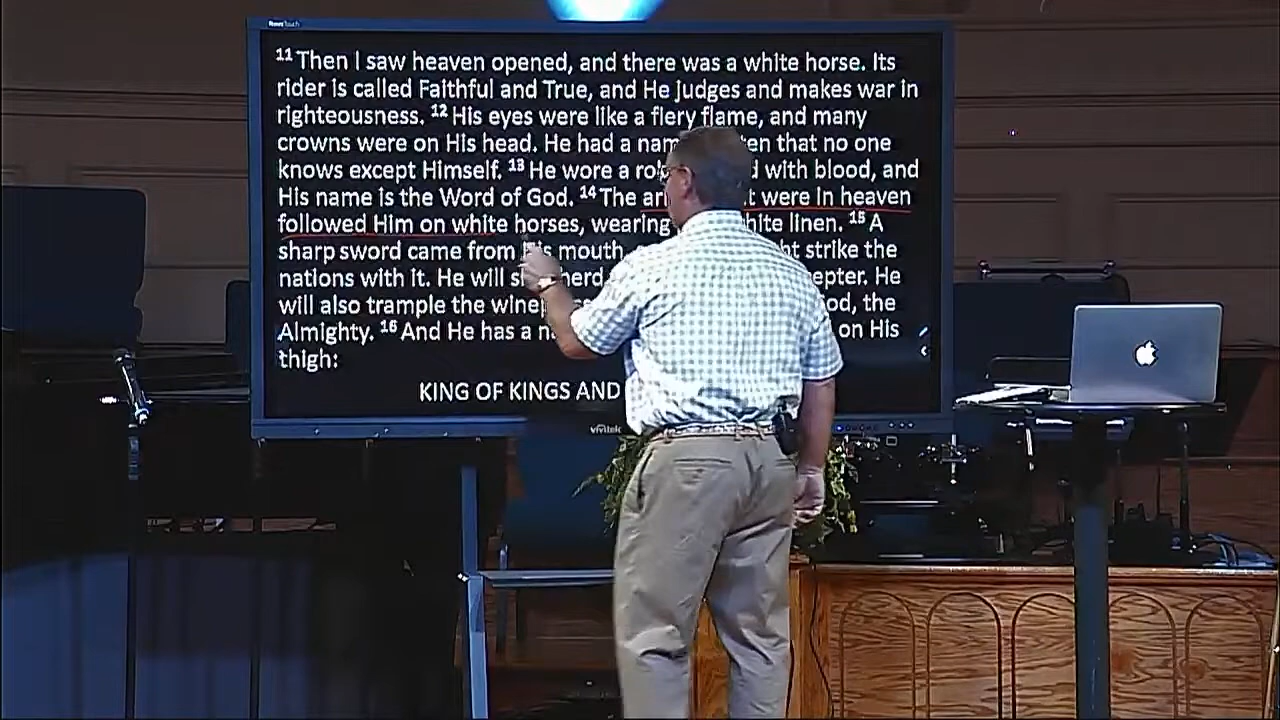 11 Then I saw heaven opened, and there was a white horse. Its
rider is called Faithful and True, and He judges and makes war in
righteousness. 12 His eyes were like a fiery flame, and many
crowns were on His head. He had a nam ten that no one
knows except Himself. 13 He wore a rob d with blood, and
His name is the Word of God. 14 The ar t were in heaven
followed Him on white horses, wearing hite linen. 15 A
sharp sword came from His mouth, ht strike the
nations with it. He will sh herd epter. He
will also trample the winep od, the
Almighty. 16 And He has a n on His
thigh:
KING OF KINGS AND
vivitek